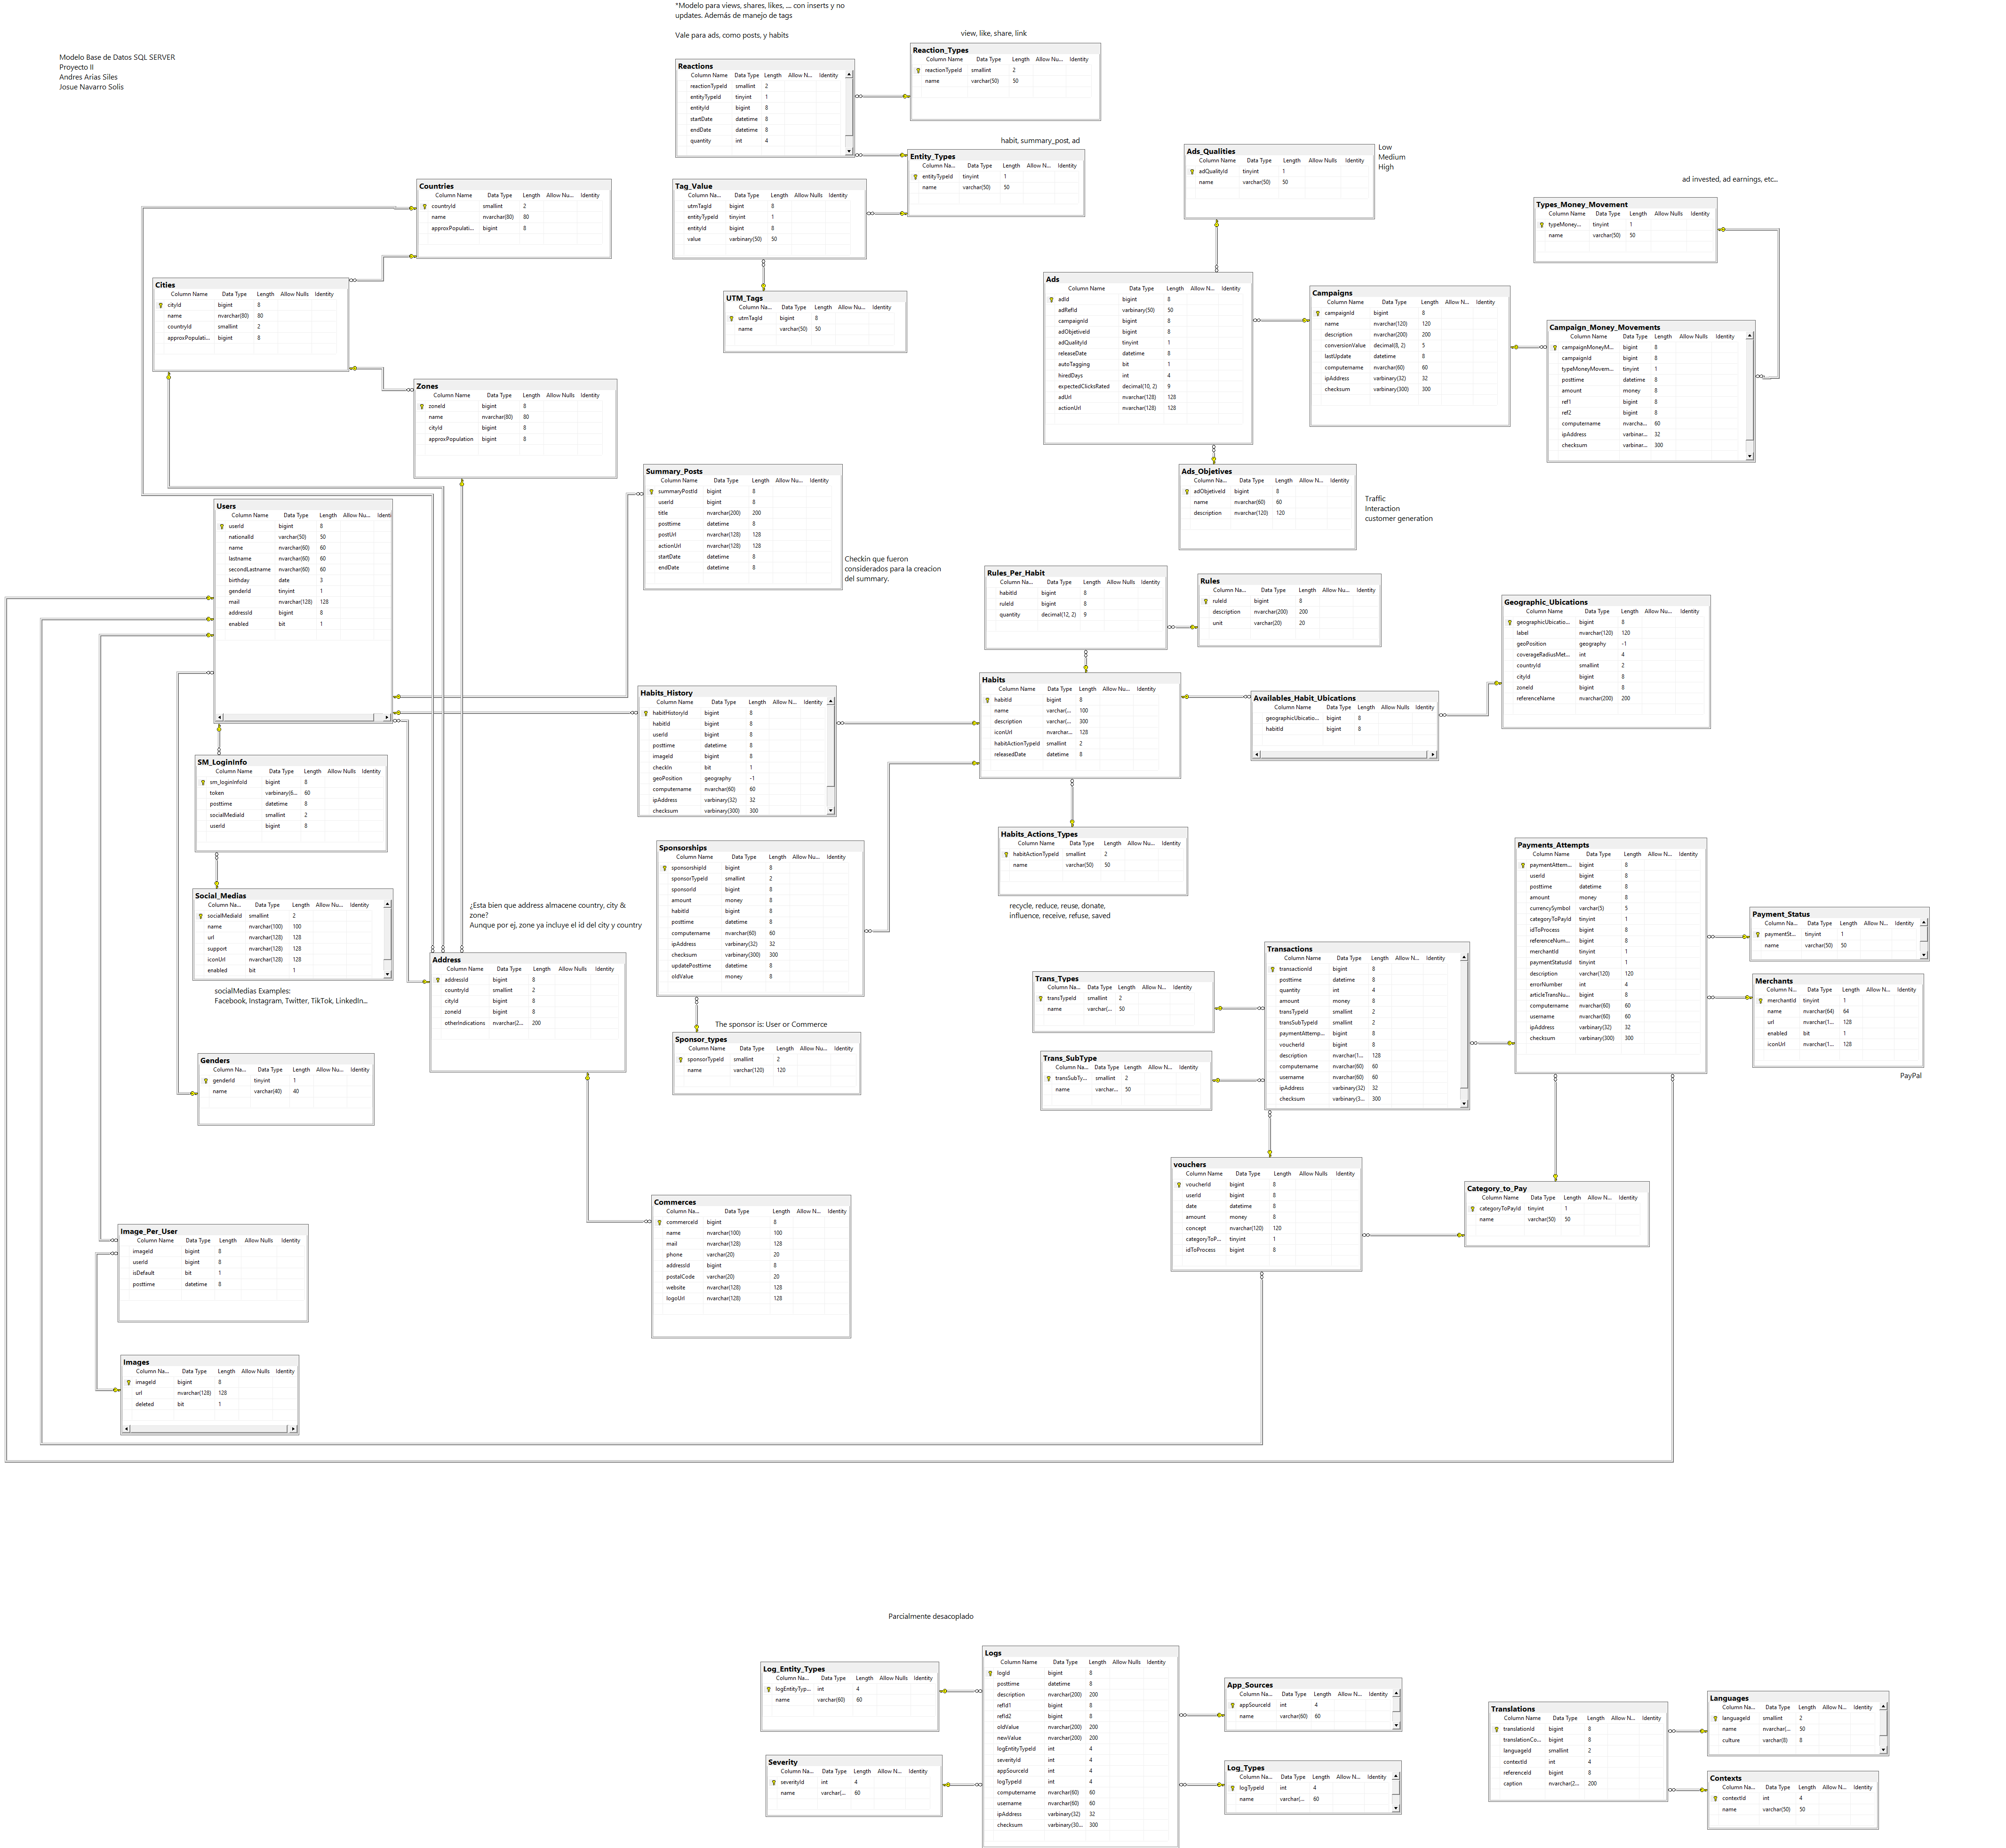 *Modelo para views, shares, likes, ... con inserts y no
updates. Además de manejo de tags
Vale para ads, como posts, y habits
Modelo Base de Datos SQL SERVER
Proyecto II
Andres Arias Siles
Josue Navarro Solis
view, like, share, link
Reaction_Types
Column Name Data Type Length Allow N... Identity
reactionTypeId smallint 2
name varchar(50) 50
Reactions
Column Name Data Type Length Allow N... Identity
reactionTypeId smallint 2
entityTypeId tinyint 1
entityId bigint 8
startDate datetime 8
endDate datetime 8
quantity int 4
habit, summary_post, ad
Entity_Types
Column Na... Data Type Length Allow N... Identity
entityTypeId tinyint 1
name varchar(50) 50
Tag_Value
Column Name Data Type Length Allow Nu... Identity
utmTagId bigint 8
entityTypeId tinyint 1
entityId bigint 8
value varbinary(50) 50
UTM_Tags
Column Na... Data Type Length Allow Nu... Identity
utmTagId bigint 8
name varchar(50) 50
Ads_Qualities
Column Name Data Type Length Allow Nulls Identity
adQualityId tinyint 1
name varchar(50) 50
Low
Medium
High
ad invested, ad earnings, etc...
Types_Money_Movement
Column Name Data Type Length Allow Nulls Identity
typeMoney... tinyint 1
name varchar(50) 50
Countries
Column Name Data Type Length Allow Nu... Identity
countryId smallint 2
name nvarchar(80) 80
approxPopulati... bigint 8
Cities
Column Name Data Type Length Allow Nulls Identity
cityId bigint 8
name nvarchar(80) 80
countryId smallint 2
approxPopulati... bigint 8
Zones
Column Name Data Type Length Allow Nu... Identity
zoneId bigint 8
name nvarchar(80) 80
cityId bigint 8
approxPopulation bigint 8
Ads
Column Name Data Type Length Allow N... Identity
adId bigint 8
adRefId varbinary(50) 50
campaignId bigint 8
adObjetiveId bigint 8
adQualityId tinyint 1
releaseDate datetime 8
autoTagging bit 1
hiredDays int 4
expectedClicksRated decimal(10, 2) 9
adUrl nvarchar(128) 128
actionUrl nvarchar(128) 128
Campaigns
Column Name Data Type Length Allow N... Identity
campaignId bigint 8
name nvarchar(120) 120
description nvarchar(200) 200
conversionValue decimal(8, 2) 5
lastUpdate datetime 8
computername nvarchar(60) 60
ipAddress varbinary(32) 32
checksum varbinary(300) 300
Campaign_Money_Movements
Column Name Data Type Length Allow Nulls Identity
campaignMoneyM... bigint 8
campaignId bigint 8
typeMoneyMovem... tinyint 1
posttime datetime 8
amount money 8
ref1 bigint 8
ref2 bigint 8
computername nvarcha... 60
ipAddress varbinar... 32
checksum varbinar... 300
Ads_Objetives
Column Na... Data Type Length Allow N... Identity
adObjetiveId bigint 8
name nvarchar(60) 60
description nvarchar(120) 120
Traffic
Interaction
customer generation
Summary_Posts
Column Name Data Type Length Allow Nu... Identity
summaryPostId bigint 8
userId bigint 8
title nvarchar(200) 200
posttime datetime 8
postUrl nvarchar(128) 128
actionUrl nvarchar(128) 128
startDate datetime 8
endDate datetime 8
Checkin que fueron
considerados para la creacion
del summary.
Users
Column Name Data Type Length Allow Nu... Identi
userId bigint 8
nationalId varchar(50) 50
name nvarchar(60) 60
lastname nvarchar(60) 60
secondLastname nvarchar(60) 60
birthday date 3
genderId tinyint 1
mail nvarchar(128) 128
addressId bigint 8
enabled bit 1
Rules_Per_Habit
Column Na... Data Type Length Allow Nulls Identity
habitId bigint 8
ruleId bigint 8
quantity decimal(12, 2) 9
Rules
Column Na... Data Type Length Allow N... Identity
ruleId bigint 8
description nvarchar(200) 200
unit varchar(20) 20
Geographic_Ubications
Column Name Data Type Length Allow Nu... Identity
geographicUbicatio... bigint 8
label nvarchar(120) 120
geoPosition geography -1
coverageRadiusMet... int 4
countryId smallint 2
cityId bigint 8
zoneId bigint 8
referenceName nvarchar(200) 200
Habits
Column Name Data Type Length Allow Nu... Identity
habitId bigint 8
name varchar(... 100
description varchar(... 300
iconUrl nvarchar... 128
habitActionTypeId smallint 2
releasedDate datetime 8
Availables_Habit_Ubications
Column Name Data Type Length Allow Nulls Identity
geographicUbicatio... bigint 8
habitId bigint 8
Habits_History
Column Name Data Type Length Allow Nu... Identity
habitHistoryId bigint 8
habitId bigint 8
userId bigint 8
posttime datetime 8
imageId bigint 8
checkIn bit 1
geoPosition geography -1
computername nvarchar(60) 60
ipAddress varbinary(32) 32
checksum varbinary(300) 300
SM_LoginInfo
Column Name Data Type Length Allow Nulls Identity
sm_loginInfoId bigint 8
token varbinary(6... 60
posttime datetime 8
socialMediaId smallint 2
userId bigint 8
Habits_Actions_Types
Column Name Data Type Length Allow Nu... Identity
habitActionTypeId smallint 2
name varchar(50) 50
recycle, reduce, reuse, donate,
influence, receive, refuse, saved
Sponsorships
Column Name Data Type Length Allow Nu... Identity
sponsorshipId bigint 8
sponsorTypeId smallint 2
sponsorId bigint 8
amount money 8
habitId bigint 8
posttime datetime 8
computername nvarchar(60) 60
ipAddress varbinary(32) 32
checksum varbinary(300) 300
updatePosttime datetime 8
oldValue money 8
Social_Medias
Column Na... Data Type Length Allow Nu... Identity
socialMediaId smallint 2
name nvarchar(100) 100
url nvarchar(128) 128
support nvarchar(128) 128
iconUrl nvarchar(128) 128
enabled bit 1
socialMedias Examples:
Facebook, Instagram, Twitter, TikTok, LinkedIn...
¿Esta bien que address almacene country, city &
zone?
Aunque por ej, zone ya incluye el id del city y country
Address
Column Name Data Type Length Allow Nulls Identity
addressId bigint 8
countryId smallint 2
cityId bigint 8
zoneId bigint 8
otherIndications nvarchar(2... 200
The sponsor is: User or Commerce
Sponsor_types
Column Name Data Type Length Allow Nu... Identity
sponsorTypeId smallint 2
name varchar(120) 120
Payments_Attempts
Column Name Data Type Length Allow N... Identity
paymentAttem... bigint 8
userId bigint 8
posttime datetime 8
amount money 8
currencySymbol varchar(5) 5
categoryToPayId tinyint 1
idToProcess bigint 8
referenceNum... bigint 8
merchantId tinyint 1
paymentStatusId tinyint 1
description varchar(120) 120
errorNumber int 4
articleTransNu... bigint 8
computername nvarchar(60) 60
username nvarchar(60) 60
ipAddress varbinary(32) 32
checksum varbinary(300) 300
Payment_Status
Column Na... Data Type Length Allow N... Identity
paymentSt... tinyint 1
name varchar(50) 50
Merchants
Column N... Data Type Length Allow N... Identity
merchantId tinyint 1
name nvarchar(64) 64
url nvarchar(1... 128
enabled bit 1
iconUrl nvarchar(1... 128
PayPal
Transactions
Column Name Data Type Length Allow Nulls Identity
transactionId bigint 8
posttime datetime 8
quantity int 4
amount money 8
transTypeId smallint 2
transSubTypeId smallint 2
paymentAttemp... bigint 8
voucherId bigint 8
description nvarchar(1... 128
computername nvarchar(60) 60
username nvarchar(60) 60
ipAddress varbinary(32) 32
checksum varbinary(3... 300
Trans_Types
Column Na... Data Type Length Allow N... Identity
transTypeId smallint 2
name varchar(... 50
Trans_SubType
Column Na... Data Type Length Allow N... Identity
transSubTy... smallint 2
name varchar... 50
Genders
Column Na... Data Type Length Allow Nu... Identity
genderId tinyint 1
name varchar(40) 40
vouchers
Column Name Data Type Length Allow Nulls Identity
voucherId bigint 8
userId bigint 8
date datetime 8
amount money 8
concept nvarchar(120) 120
categoryToP... tinyint 1
idToProcess bigint 8
Category_to_Pay
Column Name Data Type Length Allow N... Identity
categoryToPayId tinyint 1
name varchar(50) 50
Commerces
Column Na... Data Type Length Allow N... Identity
commerceId bigint 8
name nvarchar(100) 100
mail nvarchar(128) 128
phone varchar(20) 20
addressId bigint 8
postalCode varchar(20) 20
website nvarchar(128) 128
logoUrl nvarchar(128) 128
Image_Per_User
Column Name Data Type Length Allow Nulls Identity
imageId bigint 8
userId bigint 8
isDefault bit 1
posttime datetime 8
Images
Column Na... Data Type Length Allow Nulls Identity
imageId bigint 8
url nvarchar(128) 128
deleted bit 1
Parcialmente desacoplado
Log_Entity_Types
Column Na... Data Type Length Allow Nulls Identity
logEntityTyp... int 4
name varchar(60) 60
Logs
Column Name Data Type Length Allow Nulls Identity
logId bigint 8
posttime datetime 8
description nvarchar(200) 200
refId1 bigint 8
refId2 bigint 8
oldValue nvarchar(200) 200
newValue nvarchar(200) 200
logEntityTypeId int 4
severityId int 4
appSourceId int 4
logTypeId int 4
computername nvarchar(60) 60
username nvarchar(60) 60
ipAddress varbinary(32) 32
checksum varbinary(30... 300
App_Sources
Column Na... Data Type Length Allow N... Identity
appSourceId int 4
name varchar(60) 60
Severity
Column Na... Data Type Length Allow Nu... Identity
severityId int 4
name varchar(... 60
Log_Types
Column Na... Data Type Length Allow Nulls Identity
logTypeId int 4
name varchar(... 60
Translations
Column Name Data Type Length Allow N... Identity
translationId bigint 8
translationCo... bigint 8
languageId smallint 2
contextId int 4
referenceId bigint 8
caption nvarchar(2... 200
Languages
Column Na... Data Type Length Allow Nu... Identity
languageId smallint 2
name nvarchar(... 50
culture varchar(8) 8
Contexts
Column Na... Data Type Length Allow N... Identity
contextId int 4
name varchar(50) 50